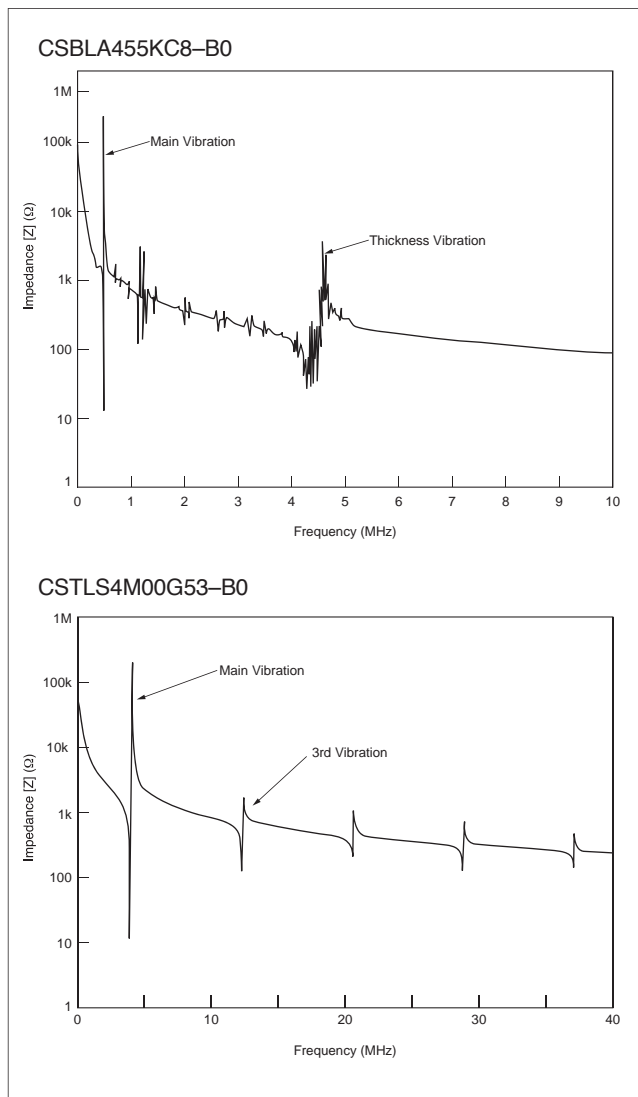 CSBLA455KC8–B0
1M
100k
10k
1k
100
10
1
Impedance [Z] (Ω)
Main Vibration
Thickness Vibration
0 1 2 3 4 5 6 7 8 9 10
Frequency (MHz)
CSTLS4M00G53–B0
1M
100k
10k
1k
100
10
1
Impedance [Z] (Ω)
Main Vibration
3rd Vibration
0 10 20 30 40
Frequency (MHz)